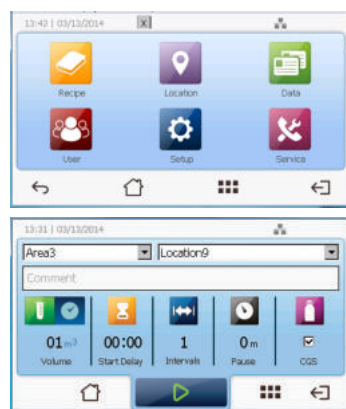 13:43 | 03/13/2014 X
Recipe Location Data
User Setup Service
13:31 | 03/13/2014
Area3 Location9
Comment
01 m³ 00:00 1 0 m
Volume Start Delay Intervals Pause CGS